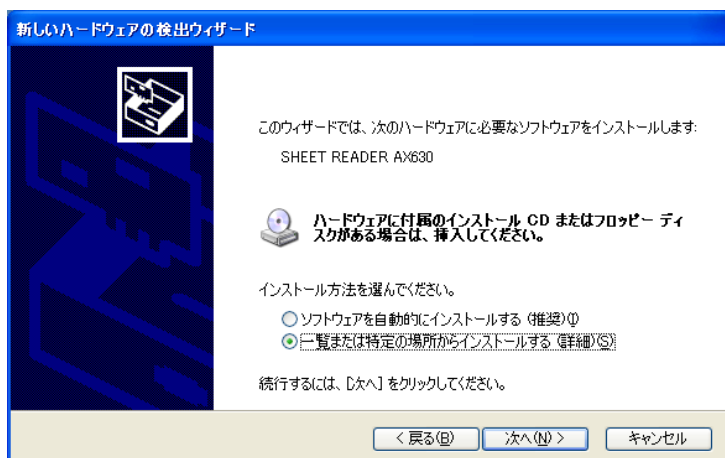 新しいハードウェアの検出ウィザード
このウィザードでは、次のハードウェアに必要なソフトウェアをインストールします:
SHEET READER AX630
ハードウェアに付属のインストール CD またはフロッピー ディ
スクがある場合は、挿入してください。
インストール方法を選んでください。
ソフトウェアを自動的にインストールする (推奨)(I)
一覧または特定の場所からインストールする (詳細)(S)
続行するには、[次へ] をクリックしてください。
< 戻る(B)
次へ(N) >
キャンセル